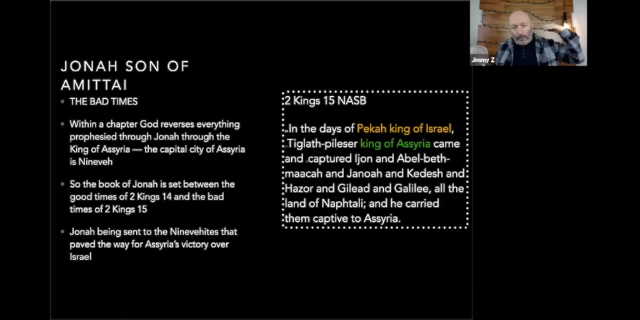 JONAH SON OF
AMITTAI
• THE BAD TIMES
• Within a chapter God reverses everything
prophesied through Jonah through the
King of Assyria — the capital city of Assyria
is Nineveh
• So the book of Jonah is set between the
good times of 2 Kings 14 and the bad
times of 2 Kings 15
• Jonah being sent to the Ninevehites that
paved the way for Assyria's victory over
Israel
2 Kings 15 NASB
In the days of Pekah king of Israel,
Tiglath-pileser king of Assyria came
and captured Ijon and Abel-beth-
maacah and Janoah and Kedesh and
Hazor and Gilead and Galilee, all the
land of Naphtali; and he carried
them captive to Assyria.
Jimmy Z